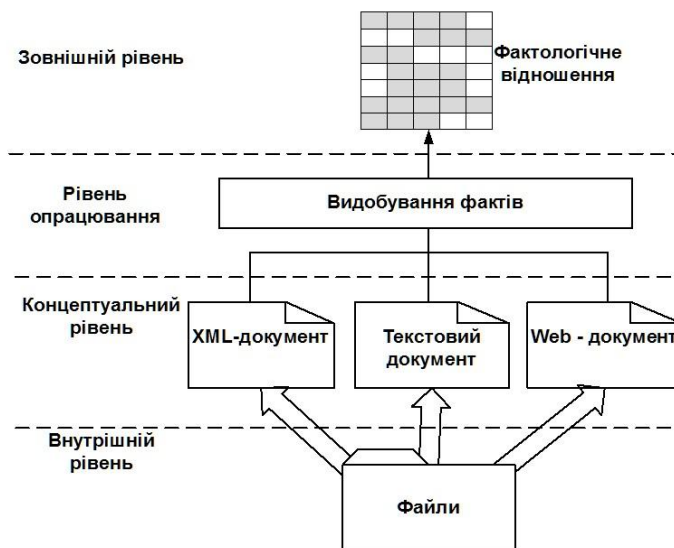 Зовнішній рівень
Фактологічне
відношення
Рівень
опрацювання
Видобування фактів
Концептуальний
рівень
XML-документ
Текстовий
документ
Web - документ
Внутрішній
рівень
Файли